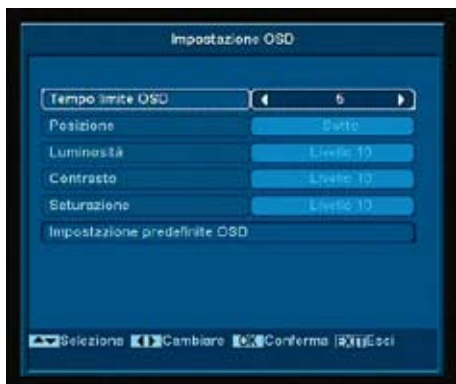 Impostazione OSD
Tempo limite OSD 5
Posizione Sotto
Luminosità Livello 10
Contrasto Livello 10
Saturazione Livello 10
Impostazione predefinite OSD
Seleziona Cambiare OK Conferma EXIT Esci